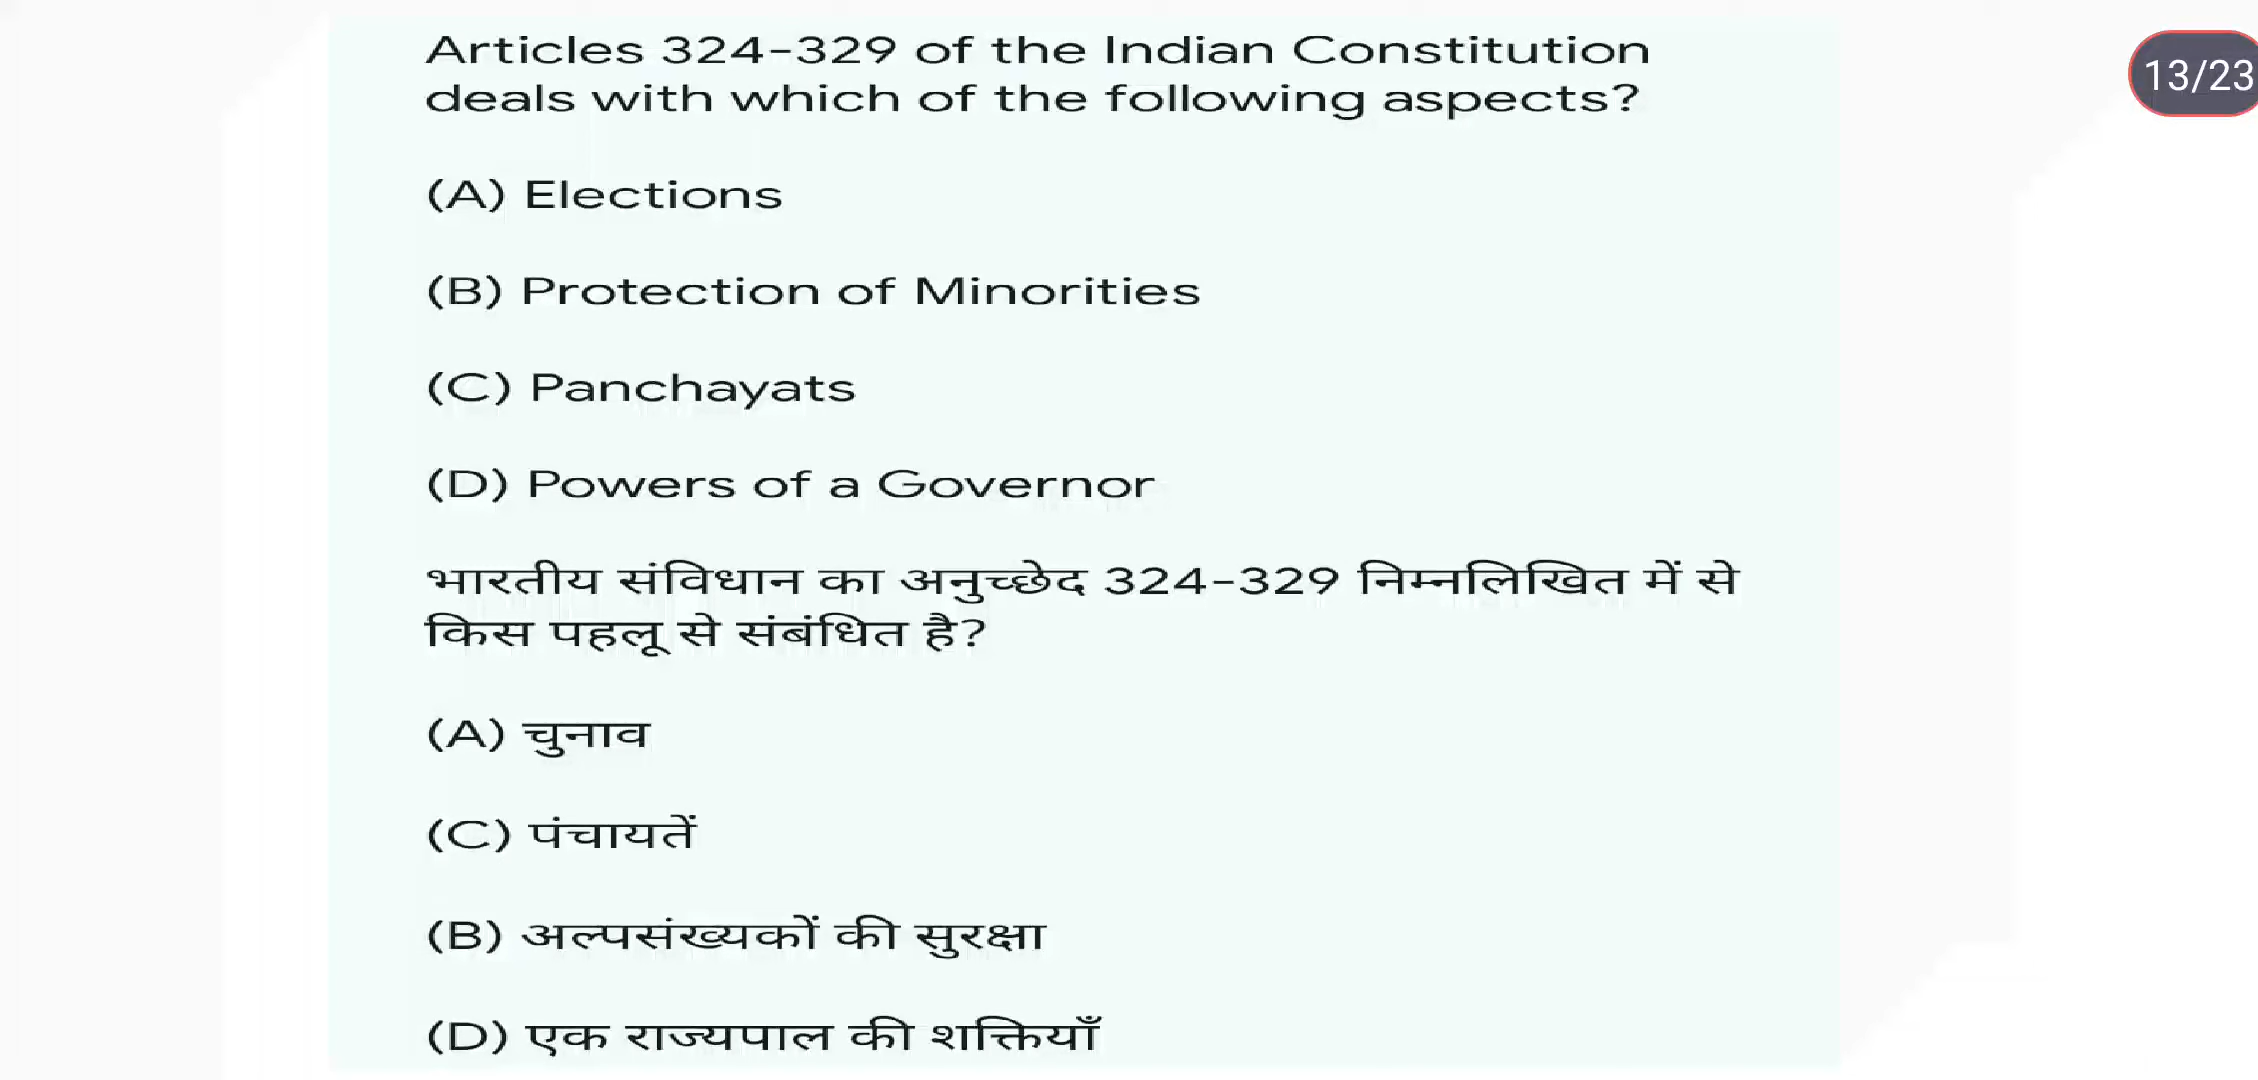 Articles 324-329 of the Indian Constitution
deals with which of the following aspects?
13/23
(A) Elections
(B) Protection of Minorities
(C) Panchayats
(D) Powers of a Governor
भारतीय संविधान का अनुच्छेद 324-329 निम्नलिखित में से
किस पहलू से संबंधित है?
(A) चुनाव
(C) पंचायतें
(B) अल्पसंख्यकों की सुरक्षा
(D) एक राज्यपाल की शक्तियाँ